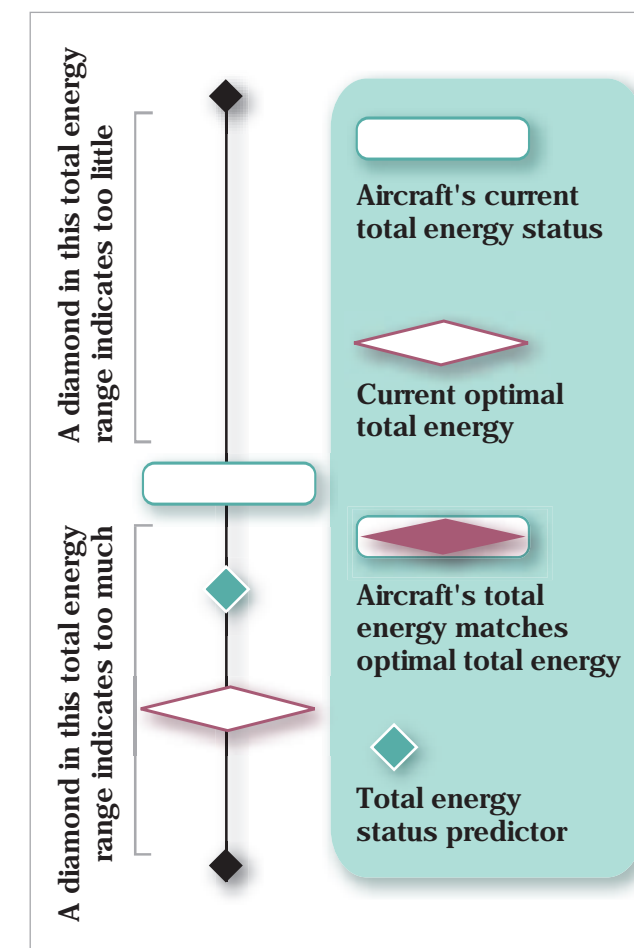 A diamond in this total energy
range indicates too little
A diamond in this total energy
range indicates too much
Aircraft's current
total energy status
Current optimal
total energy
Aircraft's total
energy matches
optimal total energy
Total energy
status predictor